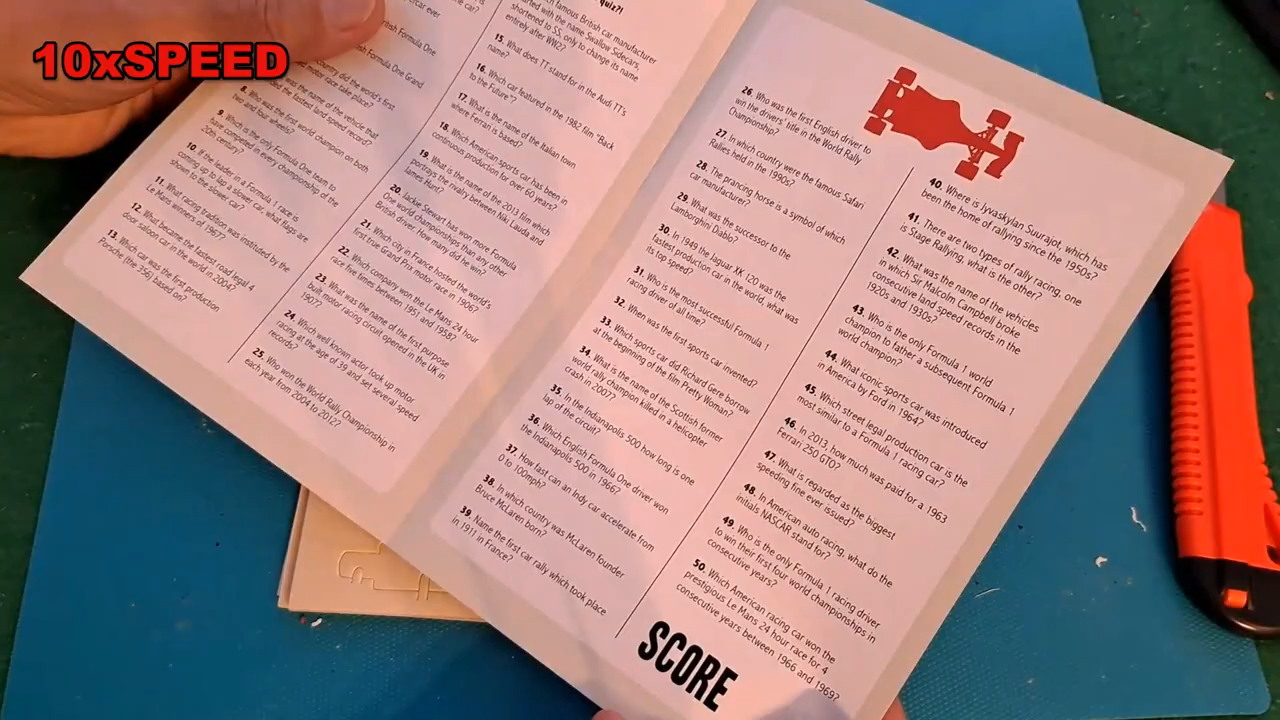 10xSPEED
quiz?!
car ever
Formula One
Formula One Grand
did the world's first
motor race take place?
was the name of the vehicle that
the fastest land speed record?
8. Who was the first world champion on both
two and four wheels?
9. Which is the only Formula One team to
have competed in every championship of the
20th century?
10. If the leader in a Formula 1 race is
coming up to lap a slower car, what flags are
shown to the slower car?
11. What racing tradition was instituted by the
Le Mans winners of 1967?
12. What became the fastest road legal 4
door saloon car in the world in 2004?
13. Which car was the first production
Porsche (the 356) based on?
famous British car manufacturer
started with the name Swallow Sidecars,
shortened to SS, only to change its name
entirely after WW2?
15. What does TT stand for in the Audi TT's
name?
16. Which car featured in the 1982 film "Back
to the Future"?
17. What is the name of the Italian town
where Ferrari is based?
18. Which American sports car has been in
continuous production for over 60 years?
19. What is the name of the 2013 film which
portrays the rivalry between Niki Lauda and
James Hunt?
20. Jackie Stewart has won more Formula
One world championships than any other
British driver. How many did he win?
21. Which city in France hosted the world's
first true Grand Prix motor race in 1906?
22. Which company won the Le Mans 24 hour
race five times between 1951 and 1958?
23. What was the name of the first purpose
built motor racing circuit opened in the UK in
1907?
24. Which well known actor took up motor
racing at the age of 39 and set several speed
records?
25. Who won the World Rally Championship in
each year from 2004 to 2012?
26. Who was the first English driver to
win the drivers' title in the World Rally
Championship?
27. In which country were the famous Safari
Rallies held in the 1990s?
28. The prancing horse is a symbol of which
car manufacturer?
29. What was the successor to the
Lamborghini Diablo?
30. In 1949 the Jaguar XK 120 was the
fastest production car in the world, what was
its top speed?
31. Who is the most successful Formula 1
racing driver of all time?
32. When was the first sports car invented?
33. Which sports car did Richard Gere borrow
at the beginning of the film Pretty Woman?
34. What is the name of the Scottish former
world rally champion killed in a helicopter
crash in 2007?
35. In the Indianapolis 500 how long is one
lap of the circuit?
36. Which English Formula One driver won
the Indianapolis 500 in 1966?
37. How fast can an Indy car accelerate from
0 to 100mph?
38. In which country was McLaren founder
Bruce McLaren born?
39. Name the first car rally which took place
in 1911 in France?
40. Where is Jyvaskylan Suurajot, which has
been the home of rallying since the 1950s?
41. There are two types of rally racing, one
is Stage Rallying, what is the other?
42. What was the name of the vehicles
in which Sir Malcolm Campbell broke
consecutive land speed records in the
1920s and 1930s?
43. Who is the only Formula 1 world
champion to father a subsequent Formula 1
world champion?
44. What iconic sports car was introduced
in America by Ford in 1964?
45. Which street legal production car is the
most similar to a Formula 1 racing car?
46. In 2013, how much was paid for a 1963
Ferrari 250 GTO?
47. What is regarded as the biggest
speeding fine ever issued?
48. In American auto racing, what do the
initials NASCAR stand for?
49. Who is the only Formula 1 racing driver
to win their first four world championships in
consecutive years?
50. Which American racing car won the
prestigious Le Mans 24 hour race for 4
consecutive years between 1966 and 1969?
SCORE